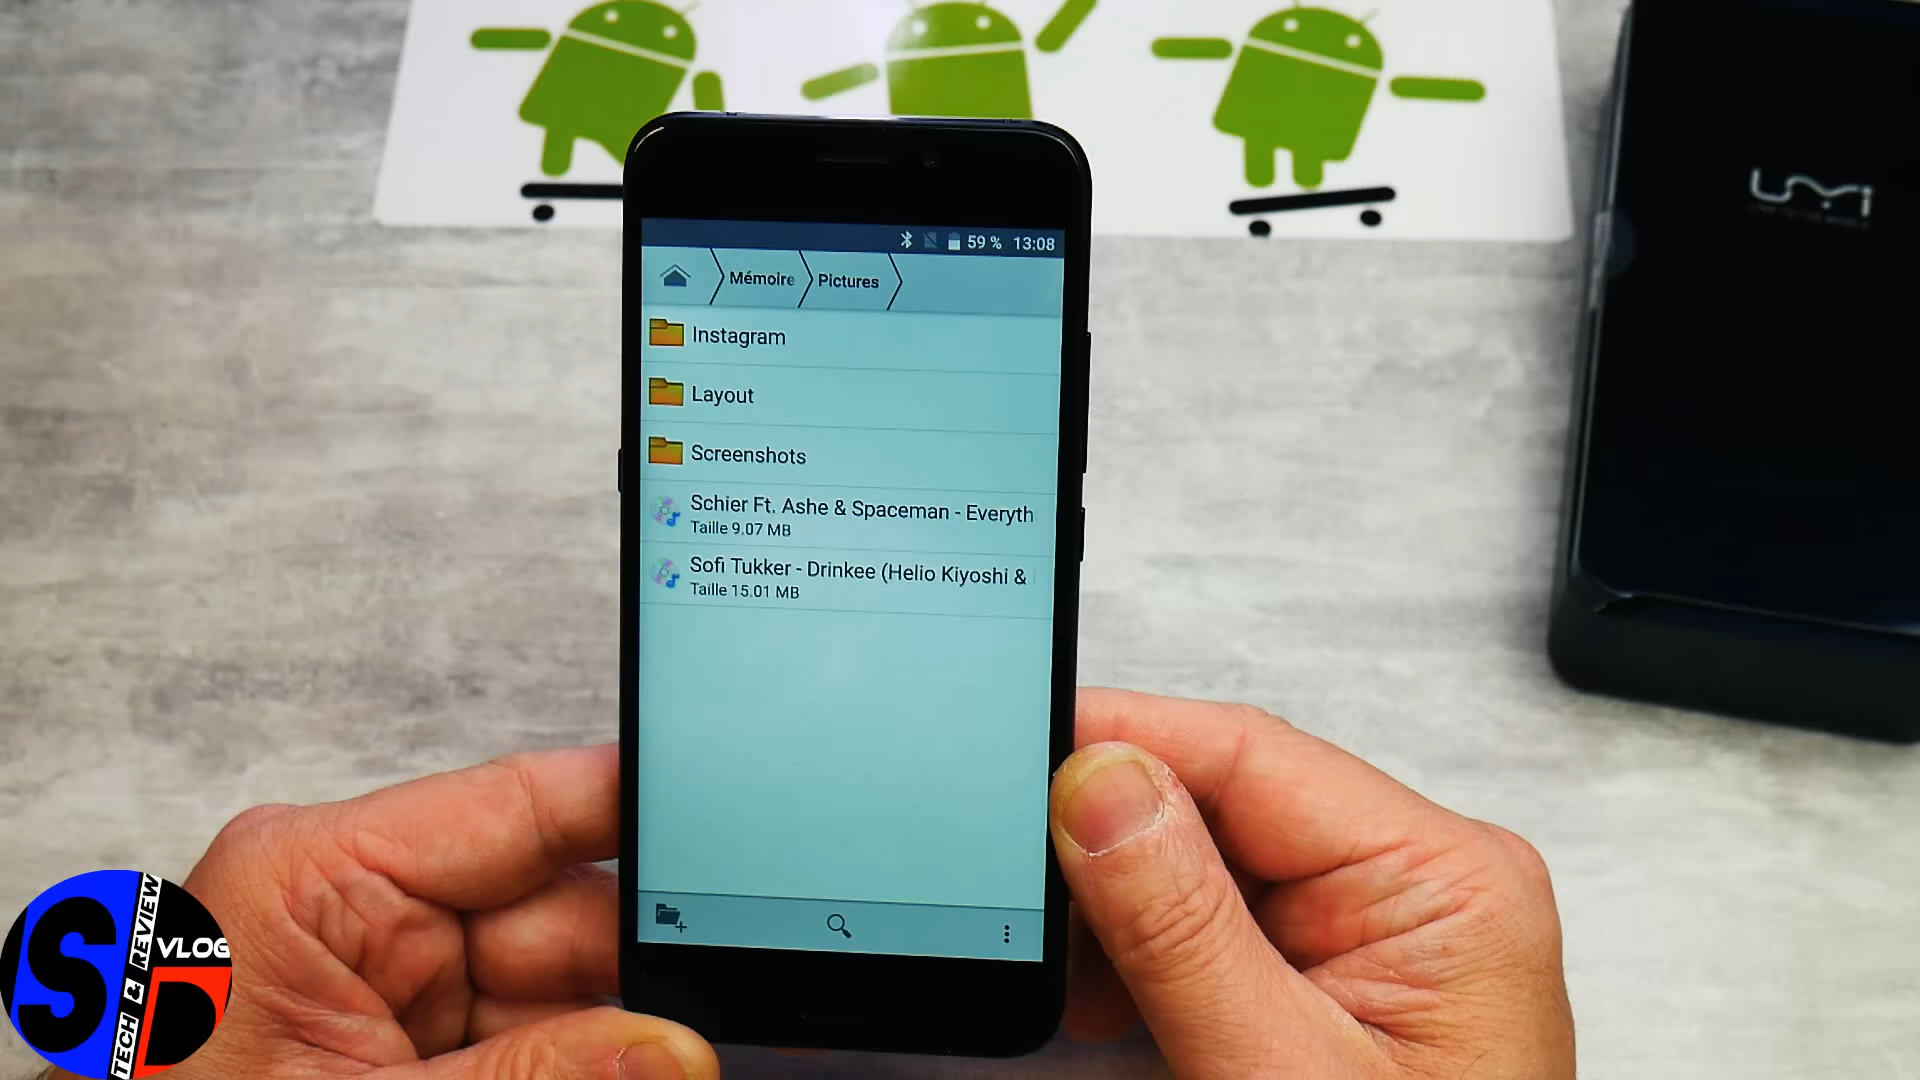 UMi
59 % 13:08
Mémoire
Pictures
Instagram
Layout
Screenshots
Schier Ft. Ashe & Spaceman - Everyth
Taille 9.07 MB
Sofi Tukker - Drinkee (Helio Kiyoshi &
Taille 15.01 MB
SD
TECH & REVIEW
VLOG